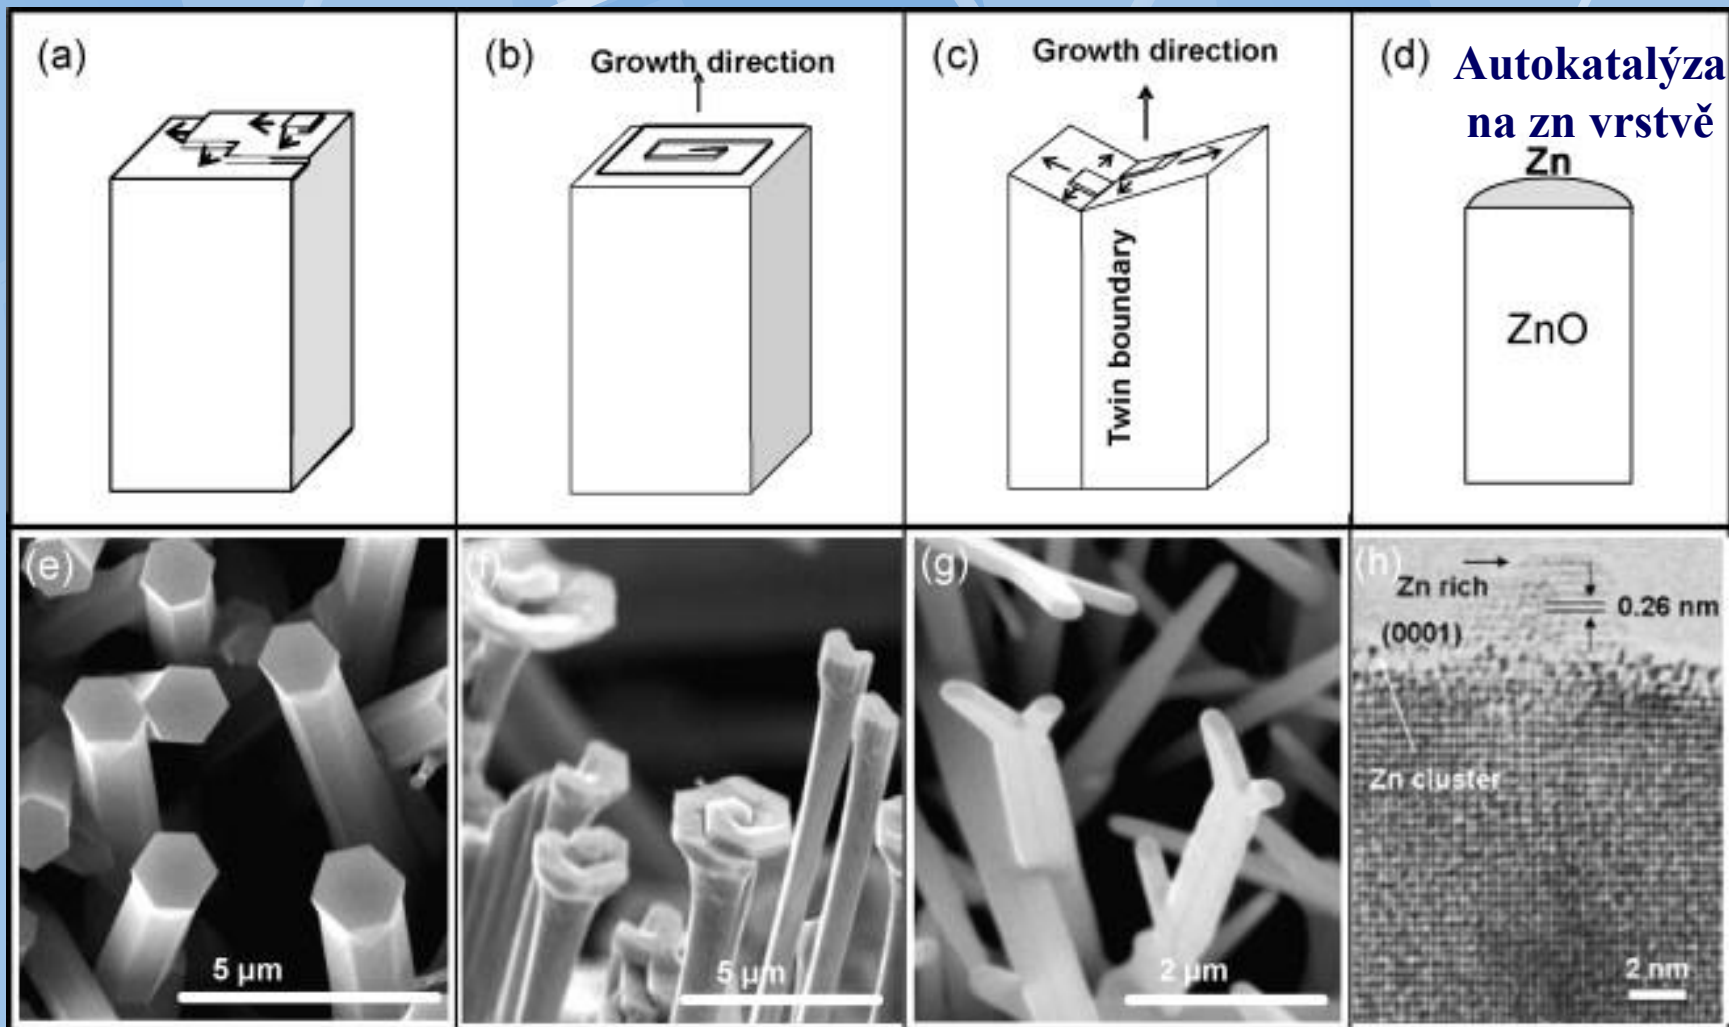 (a)
(b)
Growth direction
(c)
Growth direction
Twin boundary
(d)
Autokatalýza
na zn vrstvě
Zn
ZnO
(e)
5 μm
(f)
5 μm
(g)
2 μm
(h)
Zn rich
0.26 nm
(0001)
Zn cluster
2 nm